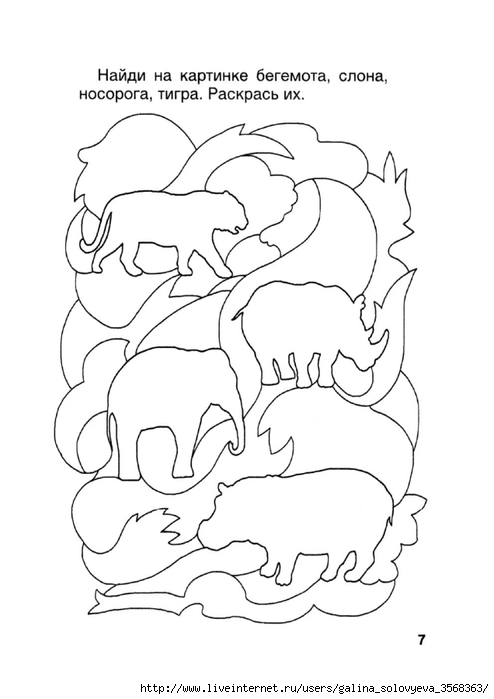 Найди на картинке бегемота, слона,
носорога, тигра. Раскрась их.
7
http://www.liveinternet.ru/users/galina_solovyeva_3568363/